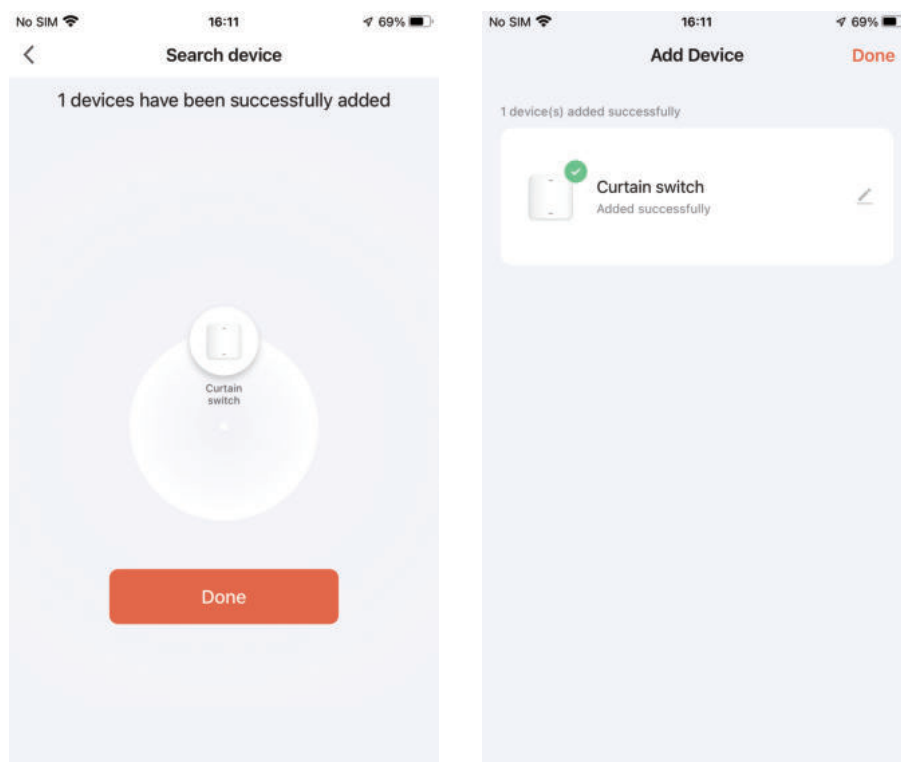 No SIM 16:11 69%
Search device
1 devices have been successfully added
Curtain
switch
Done
No SIM 16:11 69%
Add Device Done
1 device(s) added successfully
Curtain switch
Added successfully